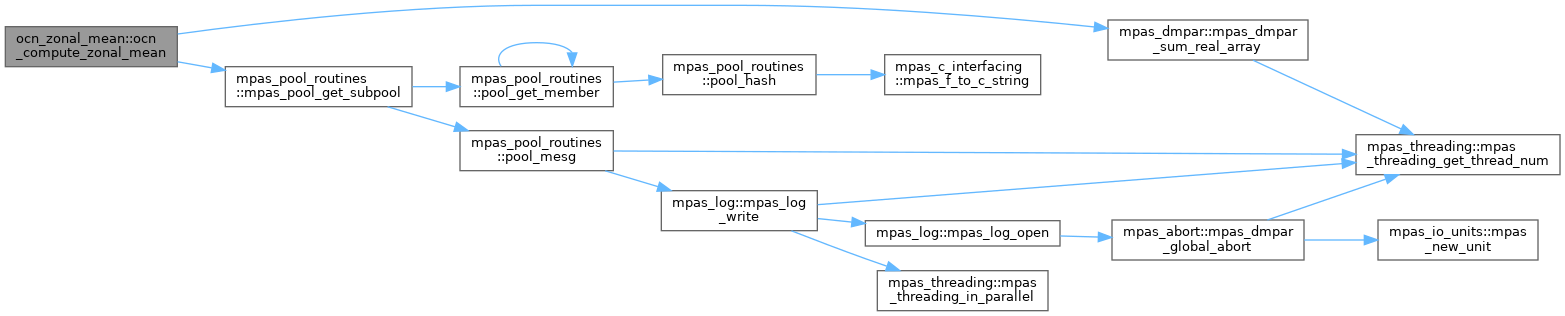 ocn_zonal_mean::ocn
_compute_zonal_mean
mpas_pool_routines
::mpas_pool_get_subpool
mpas_pool_routines
::pool_get_member
mpas_pool_routines
::pool_hash
mpas_c_interfacing
::mpas_f_to_c_string
mpas_dmpar::mpas_dmpar
_sum_real_array
mpas_pool_routines
::pool_mesg
mpas_threading::mpas
_threading_get_thread_num
mpas_log::mpas_log
_write
mpas_log::mpas_log_open
mpas_abort::mpas_dmpar
_global_abort
mpas_io_units::mpas
_new_unit
mpas_threading::mpas
_threading_in_parallel